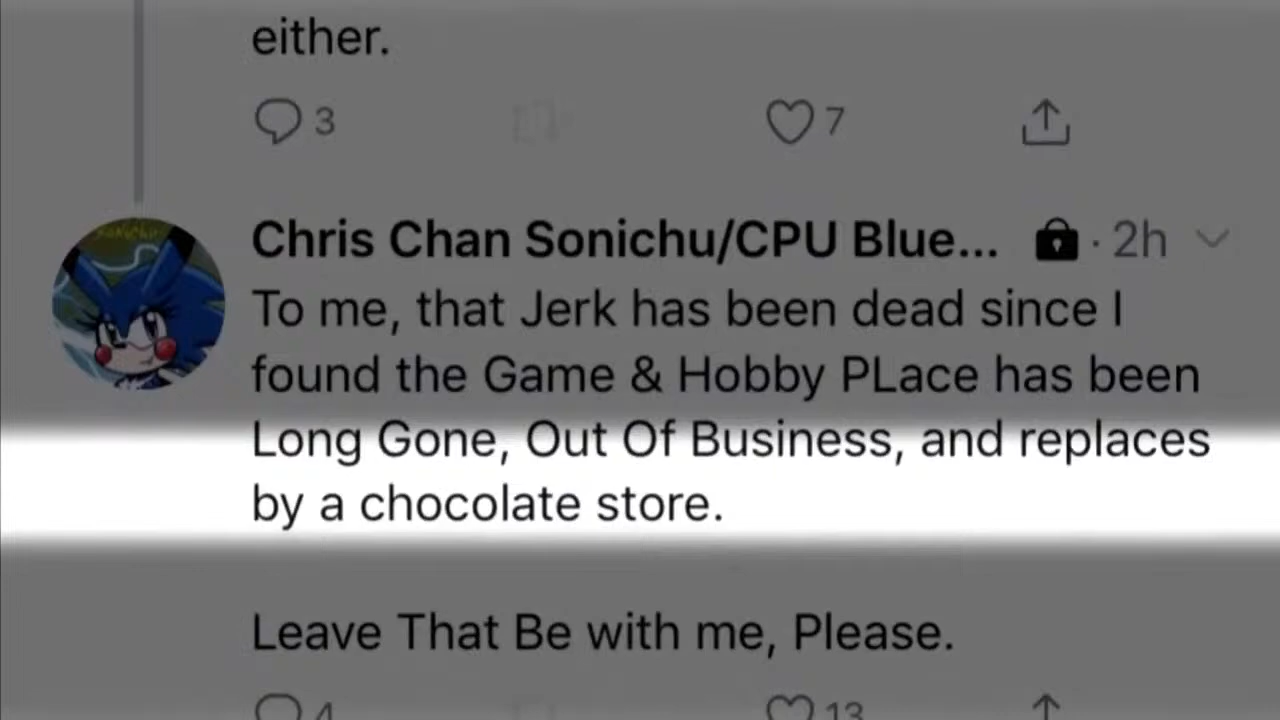 either.
3
7
Chris Chan Sonichu/CPU Blue... · 2h
To me, that Jerk has been dead since I
found the Game & Hobby PLace has been
Long Gone, Out Of Business, and replaces
by a chocolate store.
Leave That Be with me, Please.
4
13